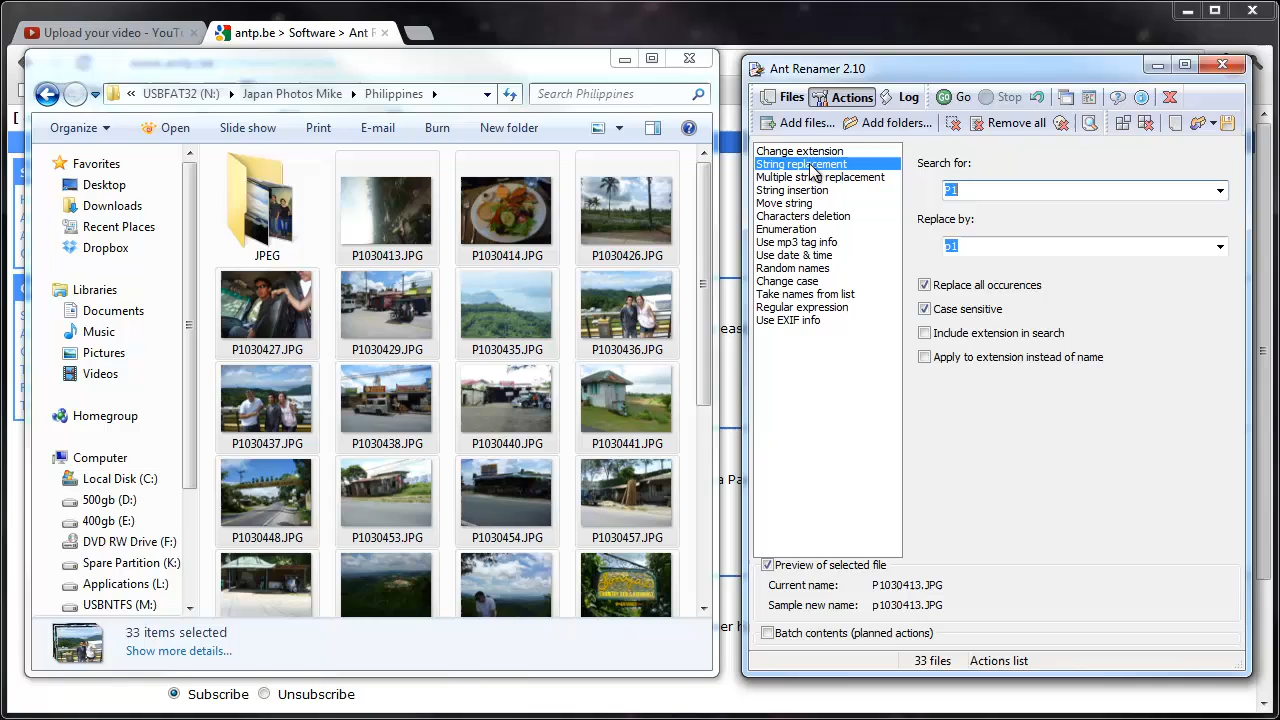 Upload your video - YouTu
antp.be > Software > Ant R
USBFAT32 (N:)
Japan Photos Mike
Philippines
Search Philippines
Organize
Open
Slide show
Print
E-mail
Burn
New folder
Favorites
Desktop
Downloads
Recent Places
Dropbox
Libraries
Documents
Music
Pictures
Videos
Homegroup
Computer
Local Disk (C:)
500gb (D:)
400gb (E:)
DVD RW Drive (F:)
Spare Partition (K:)
Applications (L:)
USBNTFS (M:)
JPEG
P1030413.JPG
P1030414.JPG
P1030426.JPG
P1030427.JPG
P1030429.JPG
P1030435.JPG
P1030436.JPG
P1030437.JPG
P1030438.JPG
P1030440.JPG
P1030441.JPG
P1030448.JPG
P1030453.JPG
P1030454.JPG
P1030457.JPG
33 items selected
Show more details...
Subscribe
Unsubscribe
Ant Renamer 2.10
Files
Actions
Log
Go
Stop
Add files...
Add folders...
Remove all
Change extension
String replacement
Multiple string replacement
String insertion
Move string
Characters deletion
Enumeration
Use mp3 tag info
Use date & time
Random names
Change case
Take names from list
Regular expression
Use EXIF info
Search for:
P1
Replace by:
p1
Replace all occurences
Case sensitive
Include extension in search
Apply to extension instead of name
Preview of selected file
Current name: P1030413.JPG
Sample new name: p1030413.JPG
Batch contents (planned actions)
33 files
Actions list